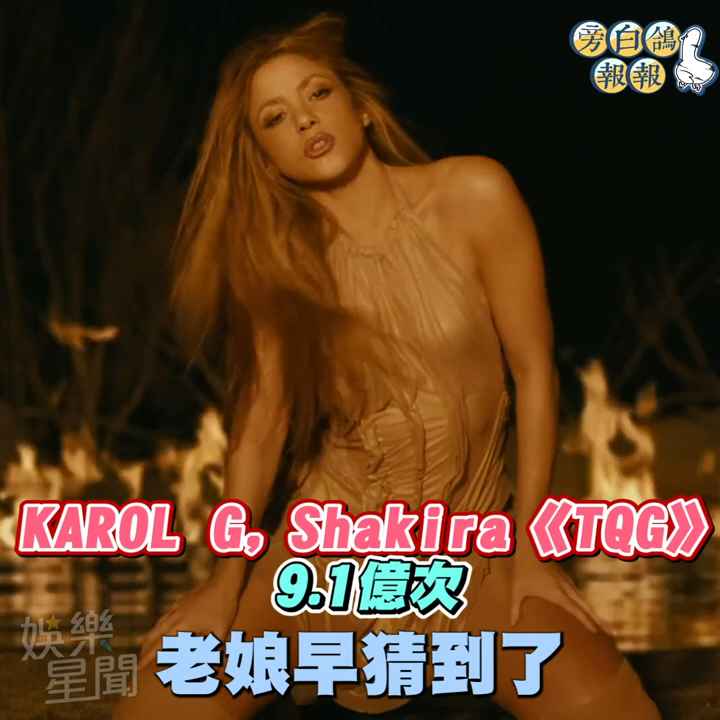 旁白鴿
報報
KAROL G, Shakira《TQG》
9.1億次
娛樂
星聞
老娘早猜到了